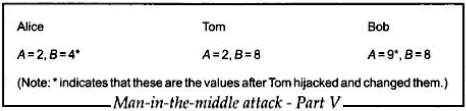 Alice Tom Bob
A=2, B=4* A=2, B=8 A=9*, B=8
(Note: * indicates that these are the values after Tom hijacked and changed them.)
Man-in-the-middle attack - Part V